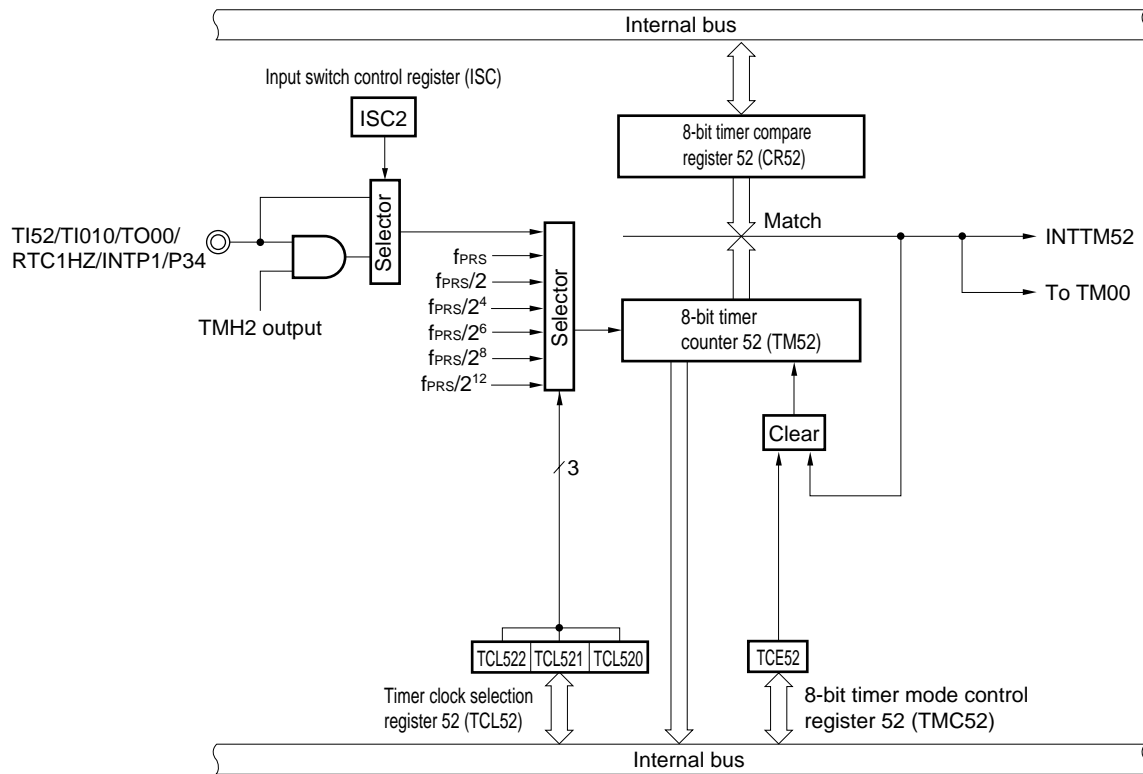 Internal bus
Input switch control register (ISC)
ISC2
8-bit timer compare
register 52 (CR52)
Selector
Match
TI52/TI010/TO00/
RTC1HZ/INTP1/P34
INTTM52
fPRS
fPRS/2
fPRS/2⁴
fPRS/2⁶
fPRS/2⁸
fPRS/2¹²
Selector
To TM00
TMH2 output
8-bit timer
counter 52 (TM52)
Clear
3
TCL522 TCL521 TCL520
TCE52
Timer clock selection
register 52 (TCL52)
8-bit timer mode control
register 52 (TMC52)
Internal bus